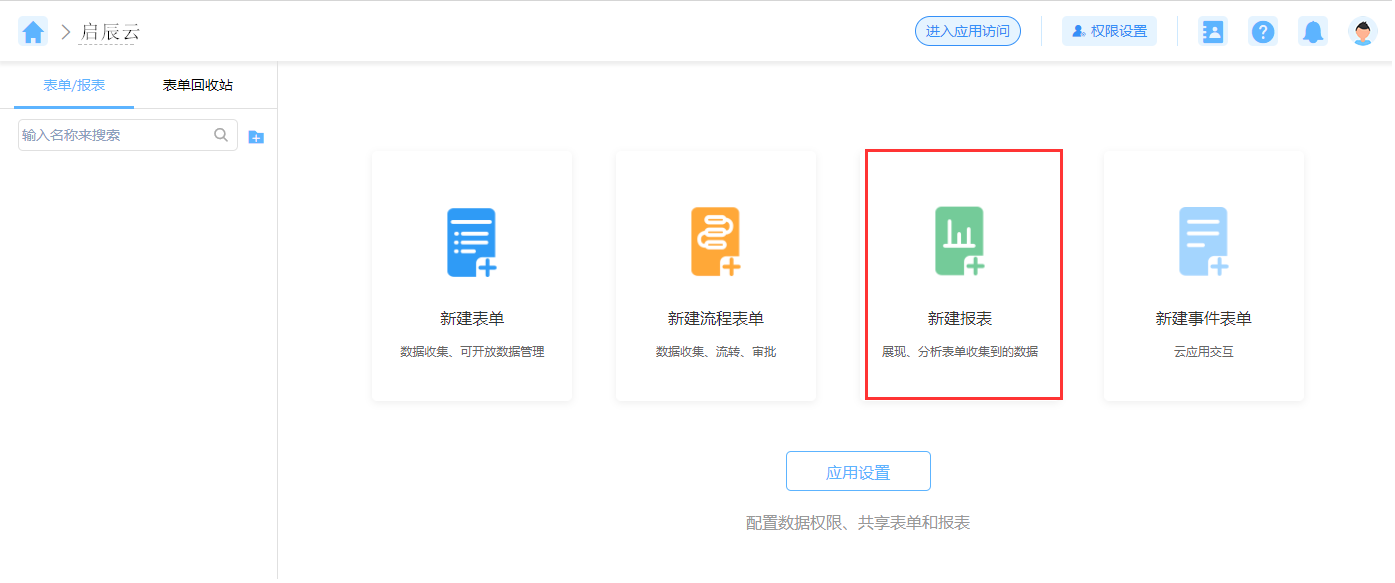 启辰云
进入应用访问
权限设置
表单/报表
表单回收站
输入名称来搜索
新建表单
数据收集、可开放数据管理
新建流程表单
数据收集、流转、审批
新建报表
展现、分析表单收集到的数据
新建事件表单
云应用交互
应用设置
配置数据权限、共享表单和报表